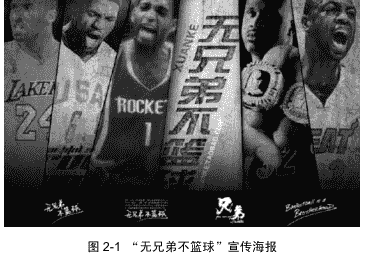 LAKERS
24
USA
6
ROCKETS
1
XUANKE
无兄弟不篮球
HEAT
无兄弟不篮球
无兄弟不篮球
兄弟
Basketball is a
Brotherhood
图 2-1 “无兄弟不篮球”宣传海报